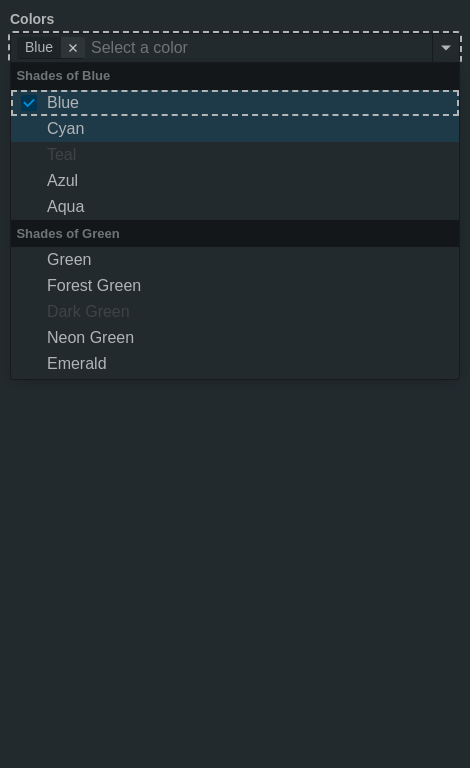 Colors
Blue × Select a color
Shades of Blue
Blue
Cyan
Teal
Azul
Aqua
Shades of Green
Green
Forest Green
Dark Green
Neon Green
Emerald